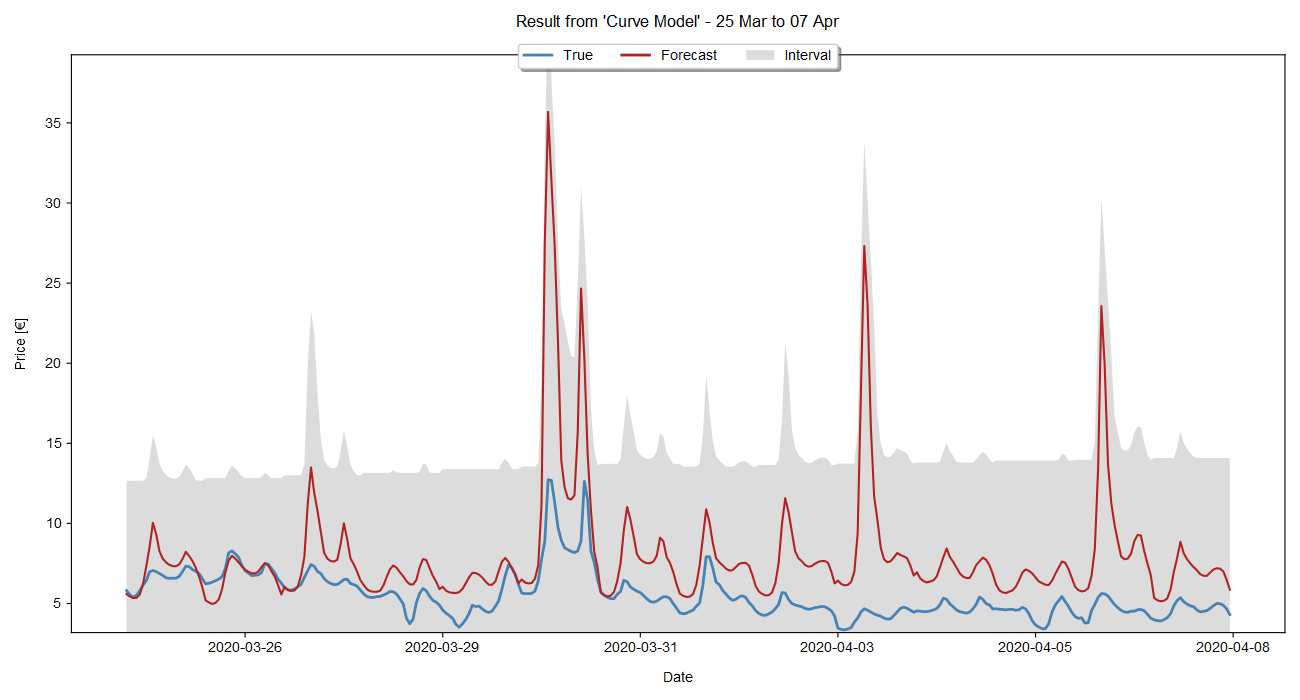 Result from 'Curve Model' - 25 Mar to 07 Apr
True Forecast Interval
Price [€]
35
30
25
20
15
10
5
2020-03-26 2020-03-29 2020-03-31 2020-04-03 2020-04-05 2020-04-08
Date